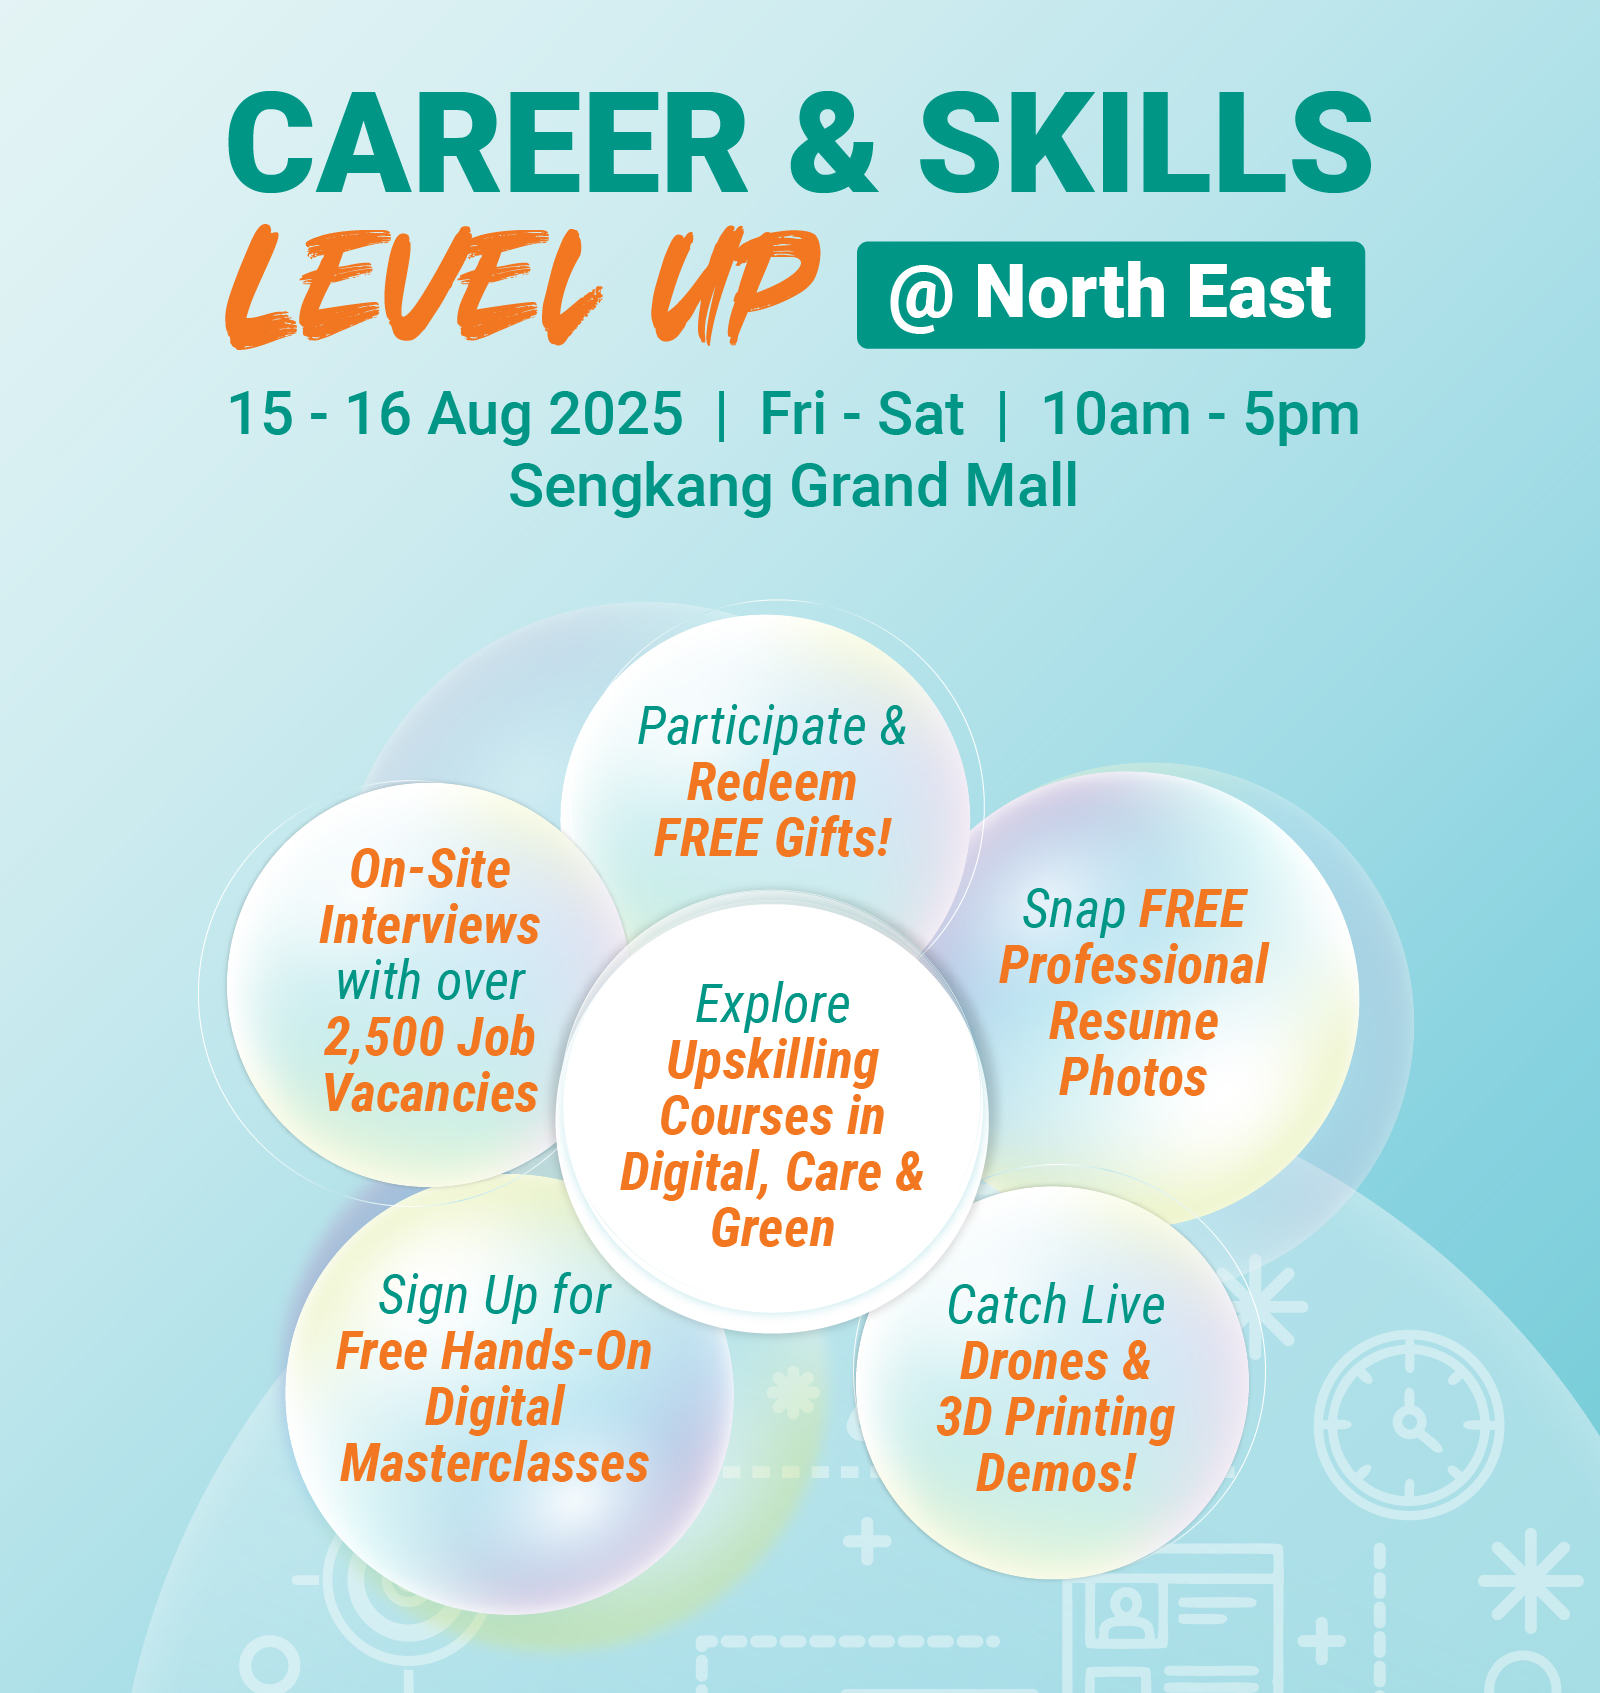 CAREER & SKILLS
LEVEL UP @ North East
15 - 16 Aug 2025 | Fri - Sat | 10am - 5pm
Sengkang Grand Mall
Participate &
Redeem
FREE Gifts!
On-Site
Interviews
with over
2,500 Job
Vacancies
Snap FREE
Professional
Resume
Photos
Explore
Upskilling
Courses in
Digital, Care &
Green
Sign Up for
Free Hands-On
Digital
Masterclasses
Catch Live
Drones &
3D Printing
Demos!